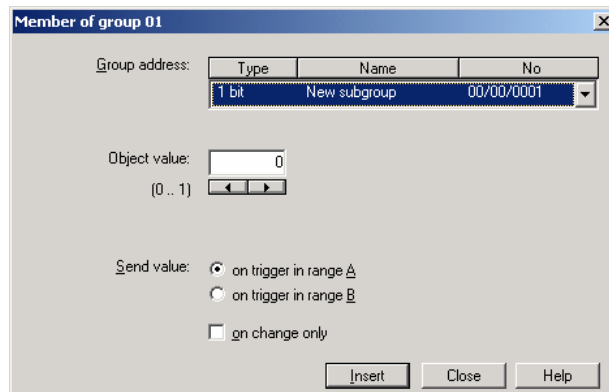 Member of group 01
Group address: Type Name No
1 bit New subgroup 00/00/0001
Object value: 0
(0 .. 1)
Send value: on trigger in range A
on trigger in range B
on change only
Insert Close Help